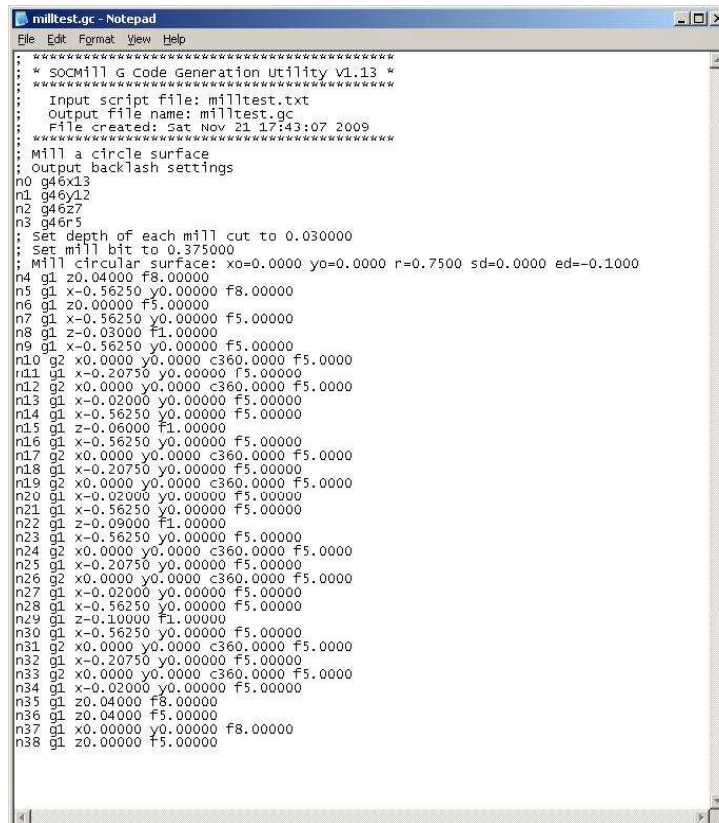 milltest.gc - Notepad
File Edit Format View Help
; *******************************************
; * SOCMill G Code Generation Utility V1.13 *
; *******************************************
;   Input script file: milltest.txt
;   Output file name: milltest.gc
;   File created: Sat Nov 21 17:43:07 2009
; *******************************************
; Mill a circle surface
; Output backlash settings
n0 g46x13
n1 g46y12
n2 g46z7
n3 g46r5
; Set depth of each mill cut to 0.030000
; Set mill bit to 0.375000
; Mill circular surface: xo=0.0000 yo=0.0000 r=0.7500 sd=0.0000 ed=-0.1000
n4 g1 z0.04000 f8.00000
n5 g1 x-0.56250 y0.00000 f8.00000
n6 g1 z0.00000 f5.00000
n7 g1 x-0.56250 y0.00000 f5.00000
n8 g1 z-0.03000 f1.00000
n9 g1 x-0.56250 y0.00000 f5.00000
n10 g2 x0.0000 y0.0000 c360.0000 f5.0000
n11 g1 x-0.20750 y0.00000 f5.00000
n12 g2 x0.0000 y0.0000 c360.0000 f5.0000
n13 g1 x-0.02000 y0.00000 f5.00000
n14 g1 x-0.56250 y0.00000 f5.00000
n15 g1 z-0.06000 f1.00000
n16 g1 x-0.56250 y0.00000 f5.00000
n17 g2 x0.0000 y0.0000 c360.0000 f5.0000
n18 g1 x-0.20750 y0.00000 f5.00000
n19 g2 x0.0000 y0.0000 c360.0000 f5.0000
n20 g1 x-0.02000 y0.00000 f5.00000
n21 g1 x-0.56250 y0.00000 f5.00000
n22 g1 z-0.09000 f1.00000
n23 g1 x-0.56250 y0.00000 f5.00000
n24 g2 x0.0000 y0.0000 c360.0000 f5.0000
n25 g1 x-0.20750 y0.00000 f5.00000
n26 g2 x0.0000 y0.0000 c360.0000 f5.0000
n27 g1 x-0.02000 y0.00000 f5.00000
n28 g1 x-0.56250 y0.00000 f5.00000
n29 g1 z-0.10000 f1.00000
n30 g1 x-0.56250 y0.00000 f5.00000
n31 g2 x0.0000 y0.0000 c360.0000 f5.0000
n32 g1 x-0.20750 y0.00000 f5.00000
n33 g2 x0.0000 y0.0000 c360.0000 f5.0000
n34 g1 x-0.02000 y0.00000 f5.00000
n35 g1 z0.04000 f8.00000
n36 g1 z0.04000 f5.00000
n37 g1 x0.00000 y0.00000 f8.00000
n38 g1 z0.00000 f5.00000